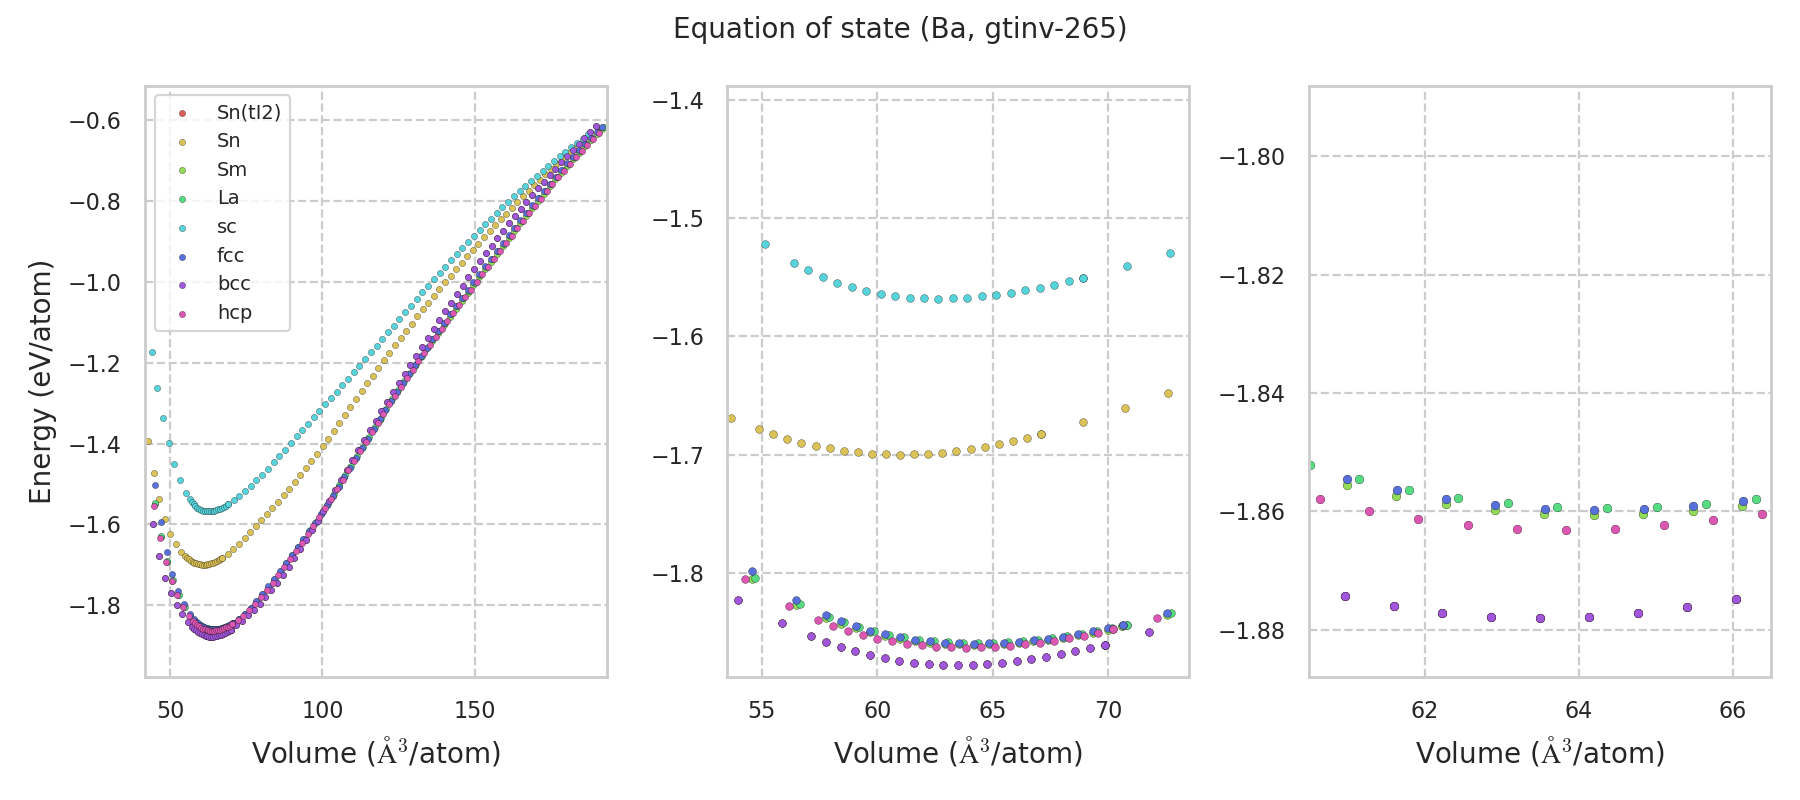 Equation of state (Ba, gtinv-265)
Energy (eV/atom)
−0.6
−0.8
−1.0
−1.2
−1.4
−1.6
−1.8
Sn(tI2)
Sn
Sm
La
sc
fcc
bcc
hcp
50
100
150
Volume (Å³/atom)
−1.4
−1.5
−1.6
−1.7
−1.8
55
60
65
70
Volume (Å³/atom)
−1.80
−1.82
−1.84
−1.86
−1.88
62
64
66
Volume (Å³/atom)